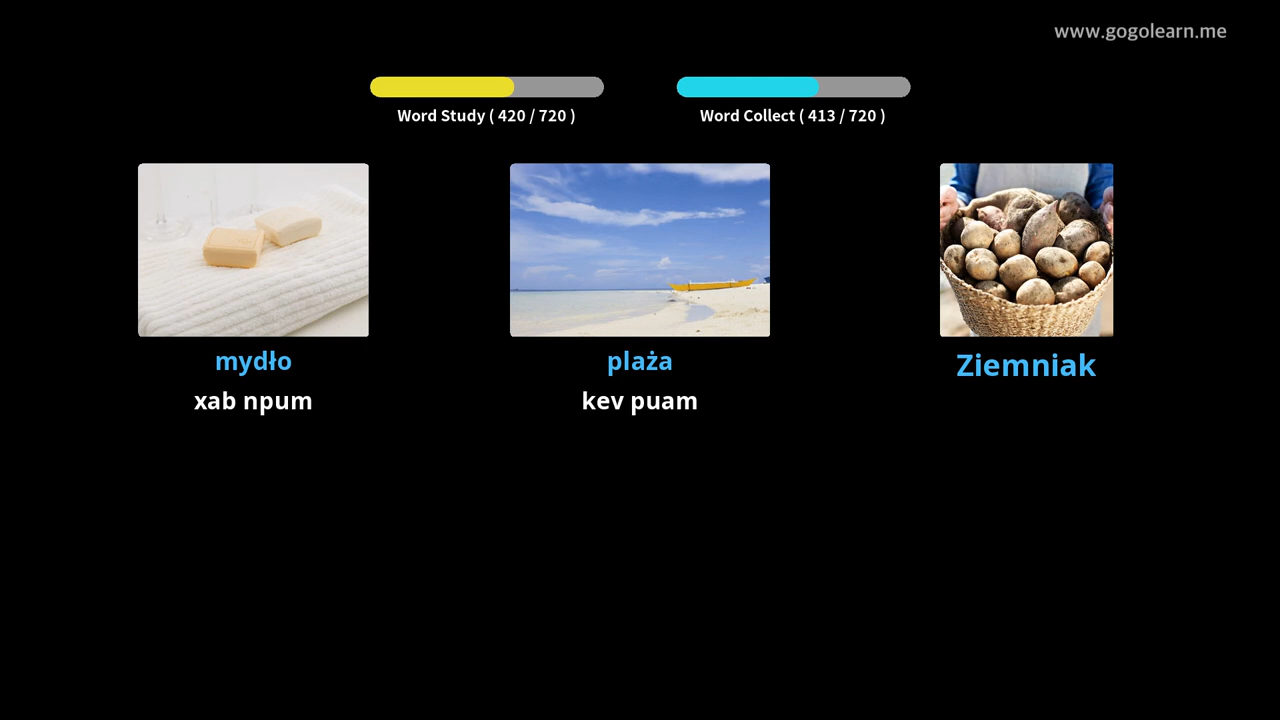 www.gogolearn.me
Word Study ( 420 / 720 )
Word Collect ( 413 / 720 )
mydło
xab npum
plaża
kev puam
Ziemniak